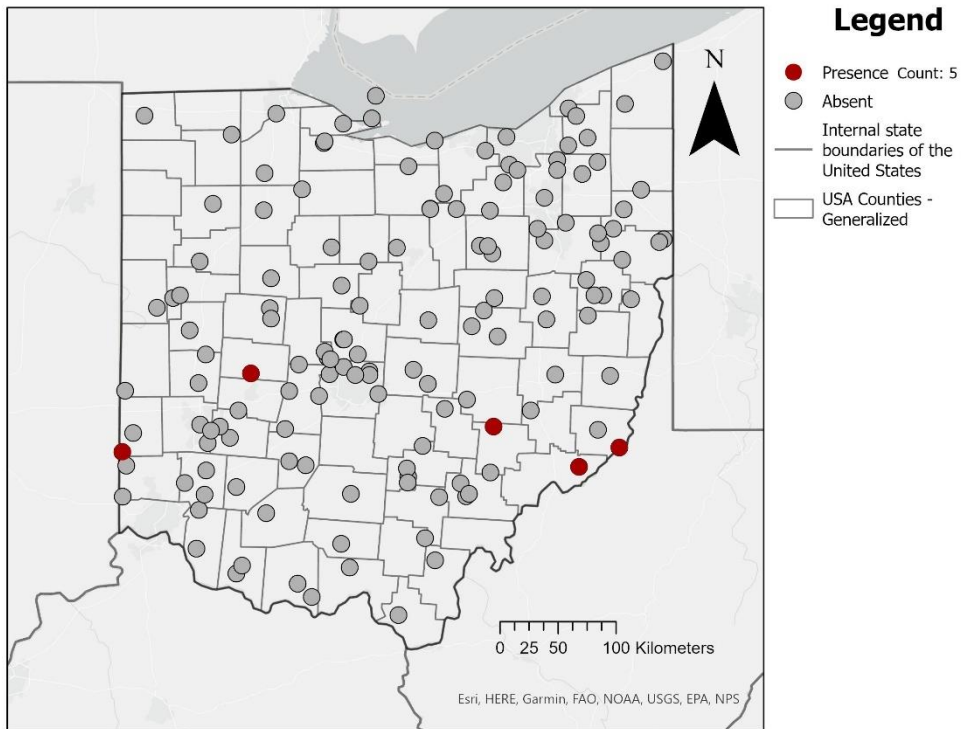 Legend
N
Presence Count: 5
Absent
Internal state
boundaries of the
United States
USA Counties -
Generalized
0 25 50 100 Kilometers
Esri, HERE, Garmin, FAO, NOAA, USGS, EPA, NPS